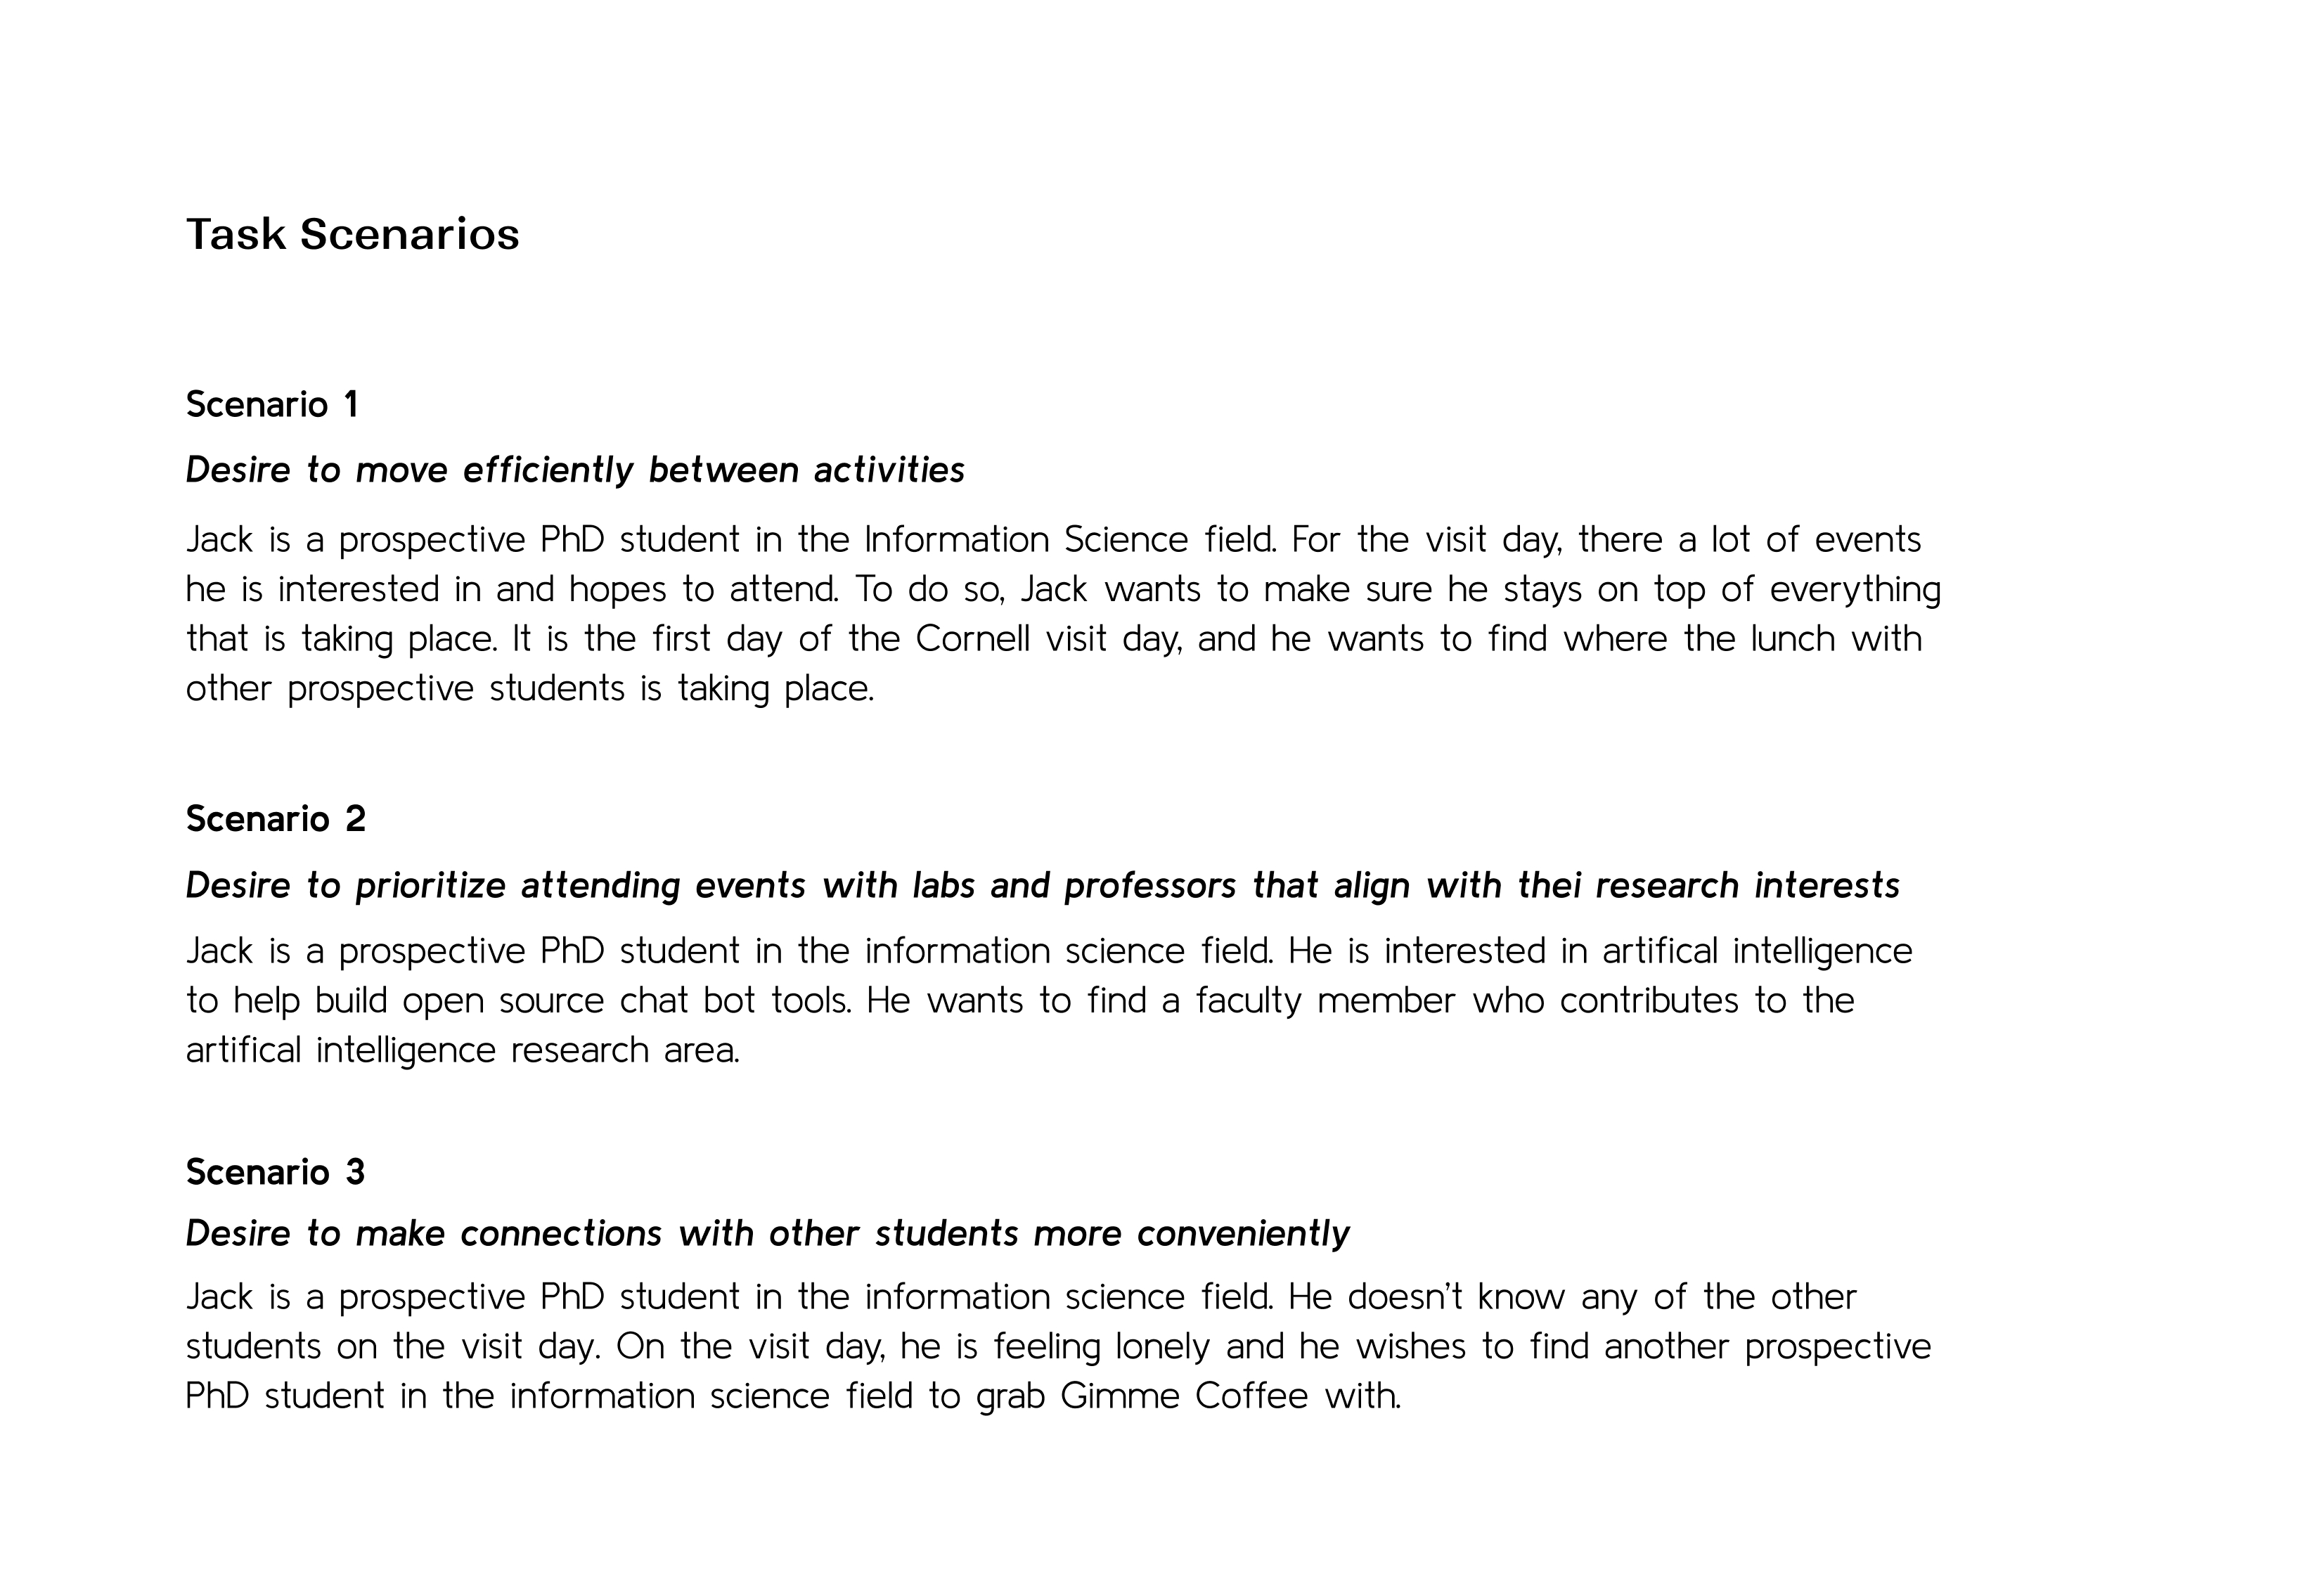 Task Scenarios
Scenario 1
Desire to move efficiently between activities
Jack is a prospective PhD student in the Information Science field. For the visit day, there a lot of events
he is interested in and hopes to attend. To do so, Jack wants to make sure he stays on top of everything
that is taking place. It is the first day of the Cornell visit day, and he wants to find where the lunch with
other prospective students is taking place.
Scenario 2
Desire to prioritize attending events with labs and professors that align with thei research interests
Jack is a prospective PhD student in the information science field. He is interested in artifical intelligence
to help build open source chat bot tools. He wants to find a faculty member who contributes to the
artifical intelligence research area.
Scenario 3
Desire to make connections with other students more conveniently
Jack is a prospective PhD student in the information science field. He doesn’t know any of the other
students on the visit day. On the visit day, he is feeling lonely and he wishes to find another prospective
PhD student in the information science field to grab Gimme Coffee with.